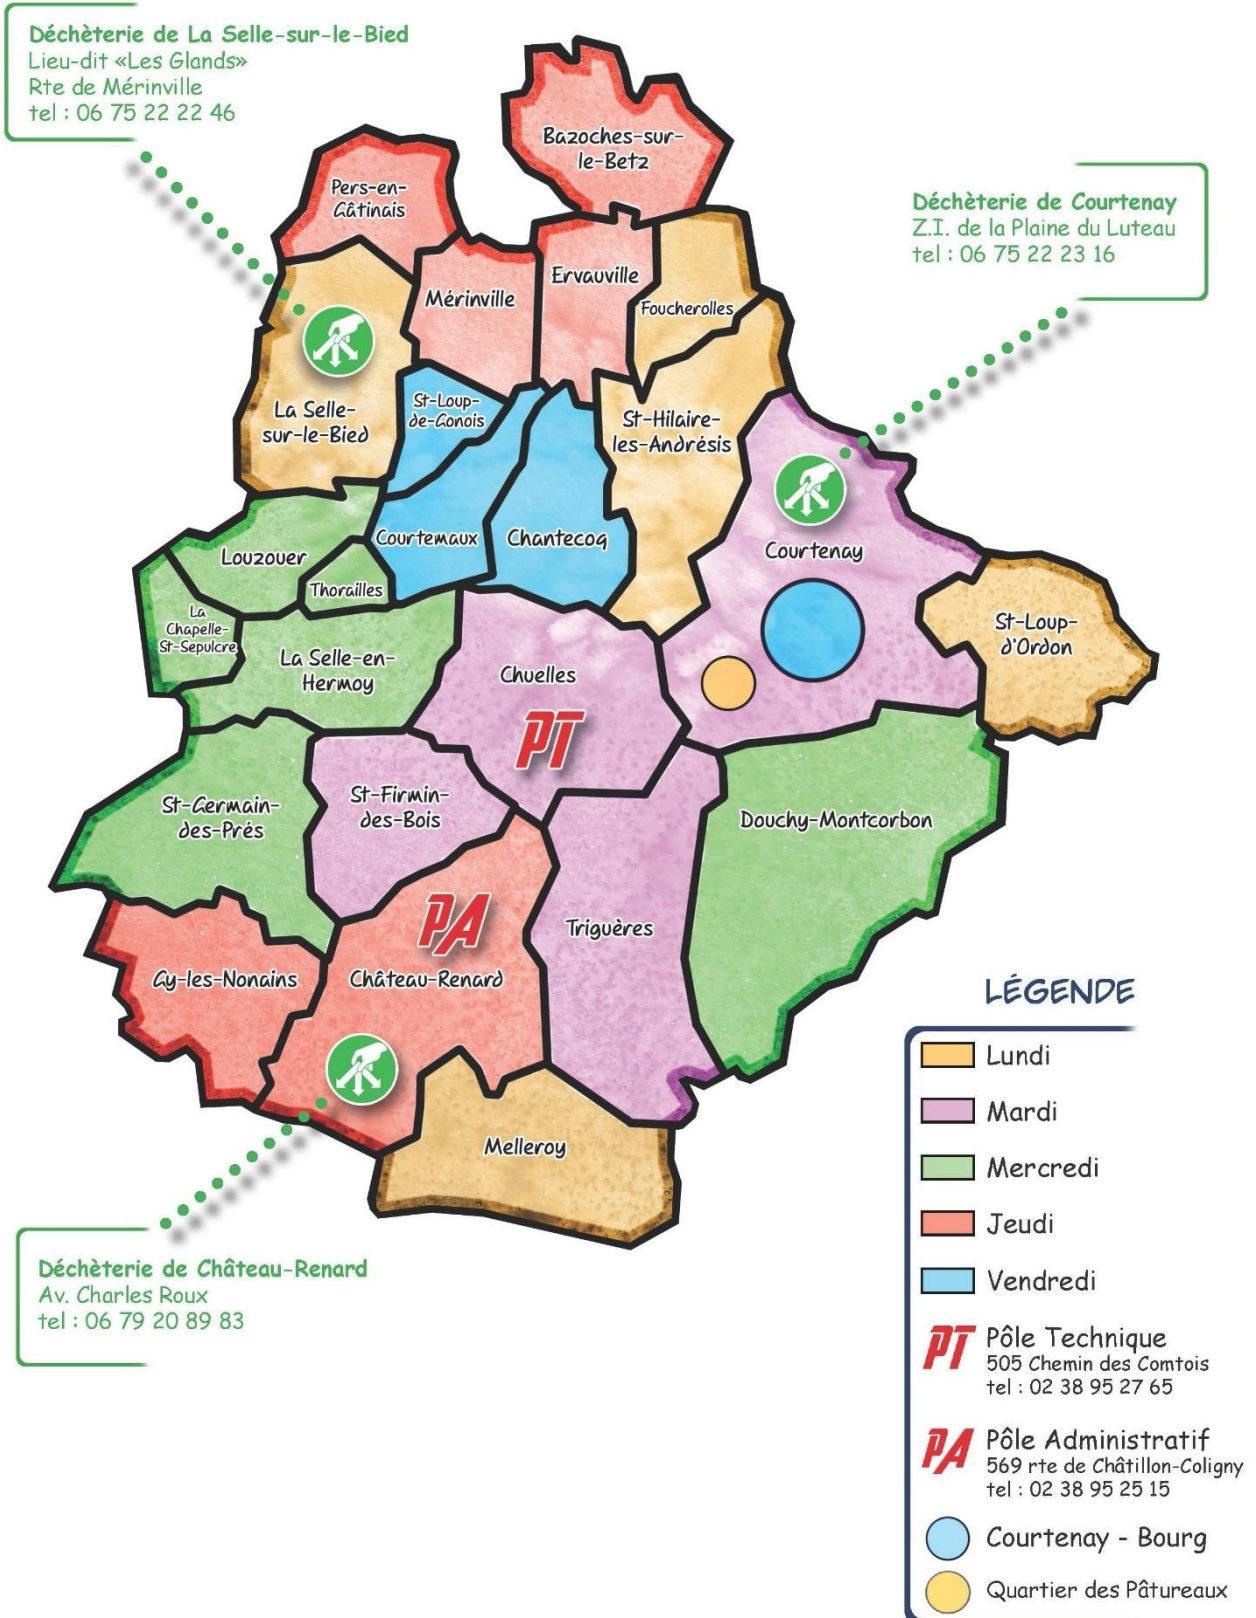 Déchèterie de La Selle-sur-le-Bied
Lieu-dit «Les Glands»
Rte de Mérinville
tel : 06 75 22 22 46
Bazoches-sur-
le-Betz
Pers-en-
Gâtinais
Déchèterie de Courtenay
Z.I. de la Plaine du Luteau
tel : 06 75 22 23 16
Ervauville
Mérinville
Foucherolles
La Selle-
sur-le-Bied
St-Loup-
de-Gonois
St-Hilaire-
les-Andrésis
Courtemaux
Chantecoq
Courtenay
Louzouer
Thorailles
La
Chapelle-
St-Sepulcre
St-Loup-
d'Ordon
La Selle-en-
Hermoy
Chuelles
PT
St-Germain-
des-Prés
St-Firmin-
des-Bois
Douchy-Montcorbon
PA
Triguères
Gy-les-Nonains
Château-Renard
Melleroy
Déchèterie de Château-Renard
Av. Charles Roux
tel : 06 79 20 89 83
LÉGENDE
Lundi
Mardi
Mercredi
Jeudi
Vendredi
PT Pôle Technique
505 Chemin des Comtois
tel : 02 38 95 27 65
PA Pôle Administratif
569 rte de Châtillon-Coligny
tel : 02 38 95 25 15
Courtenay - Bourg
Quartier des Pâtureaux